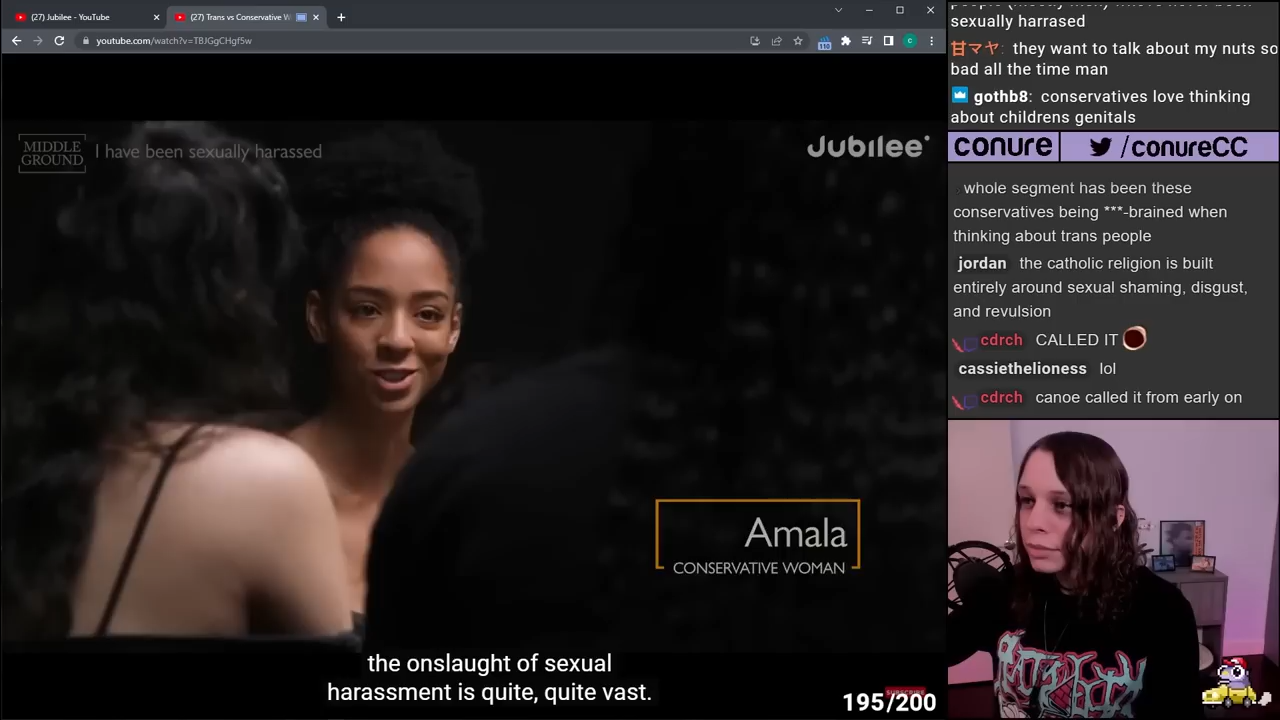 (27) Jubilee - YouTube
(27) Trans vs Conservative W
youtube.com/watch?v=TBJGgCHgf5w
MIDDLE
GROUND
I have been sexually harassed
Jubilee
Amala
CONSERVATIVE WOMAN
the onslaught of sexual
harassment is quite, quite vast.
195/200
sexually harrased
甘マヤ: they want to talk about my nuts so
bad all the time man
gothb8: conservatives love thinking
about childrens genitals
conure
/conureCC
whole segment has been these
conservatives being ***-brained when
thinking about trans people
jordan the catholic religion is built
entirely around sexual shaming, disgust,
and revulsion
cdrch CALLED IT
cassiethelioness lol
cdrch canoe called it from early on